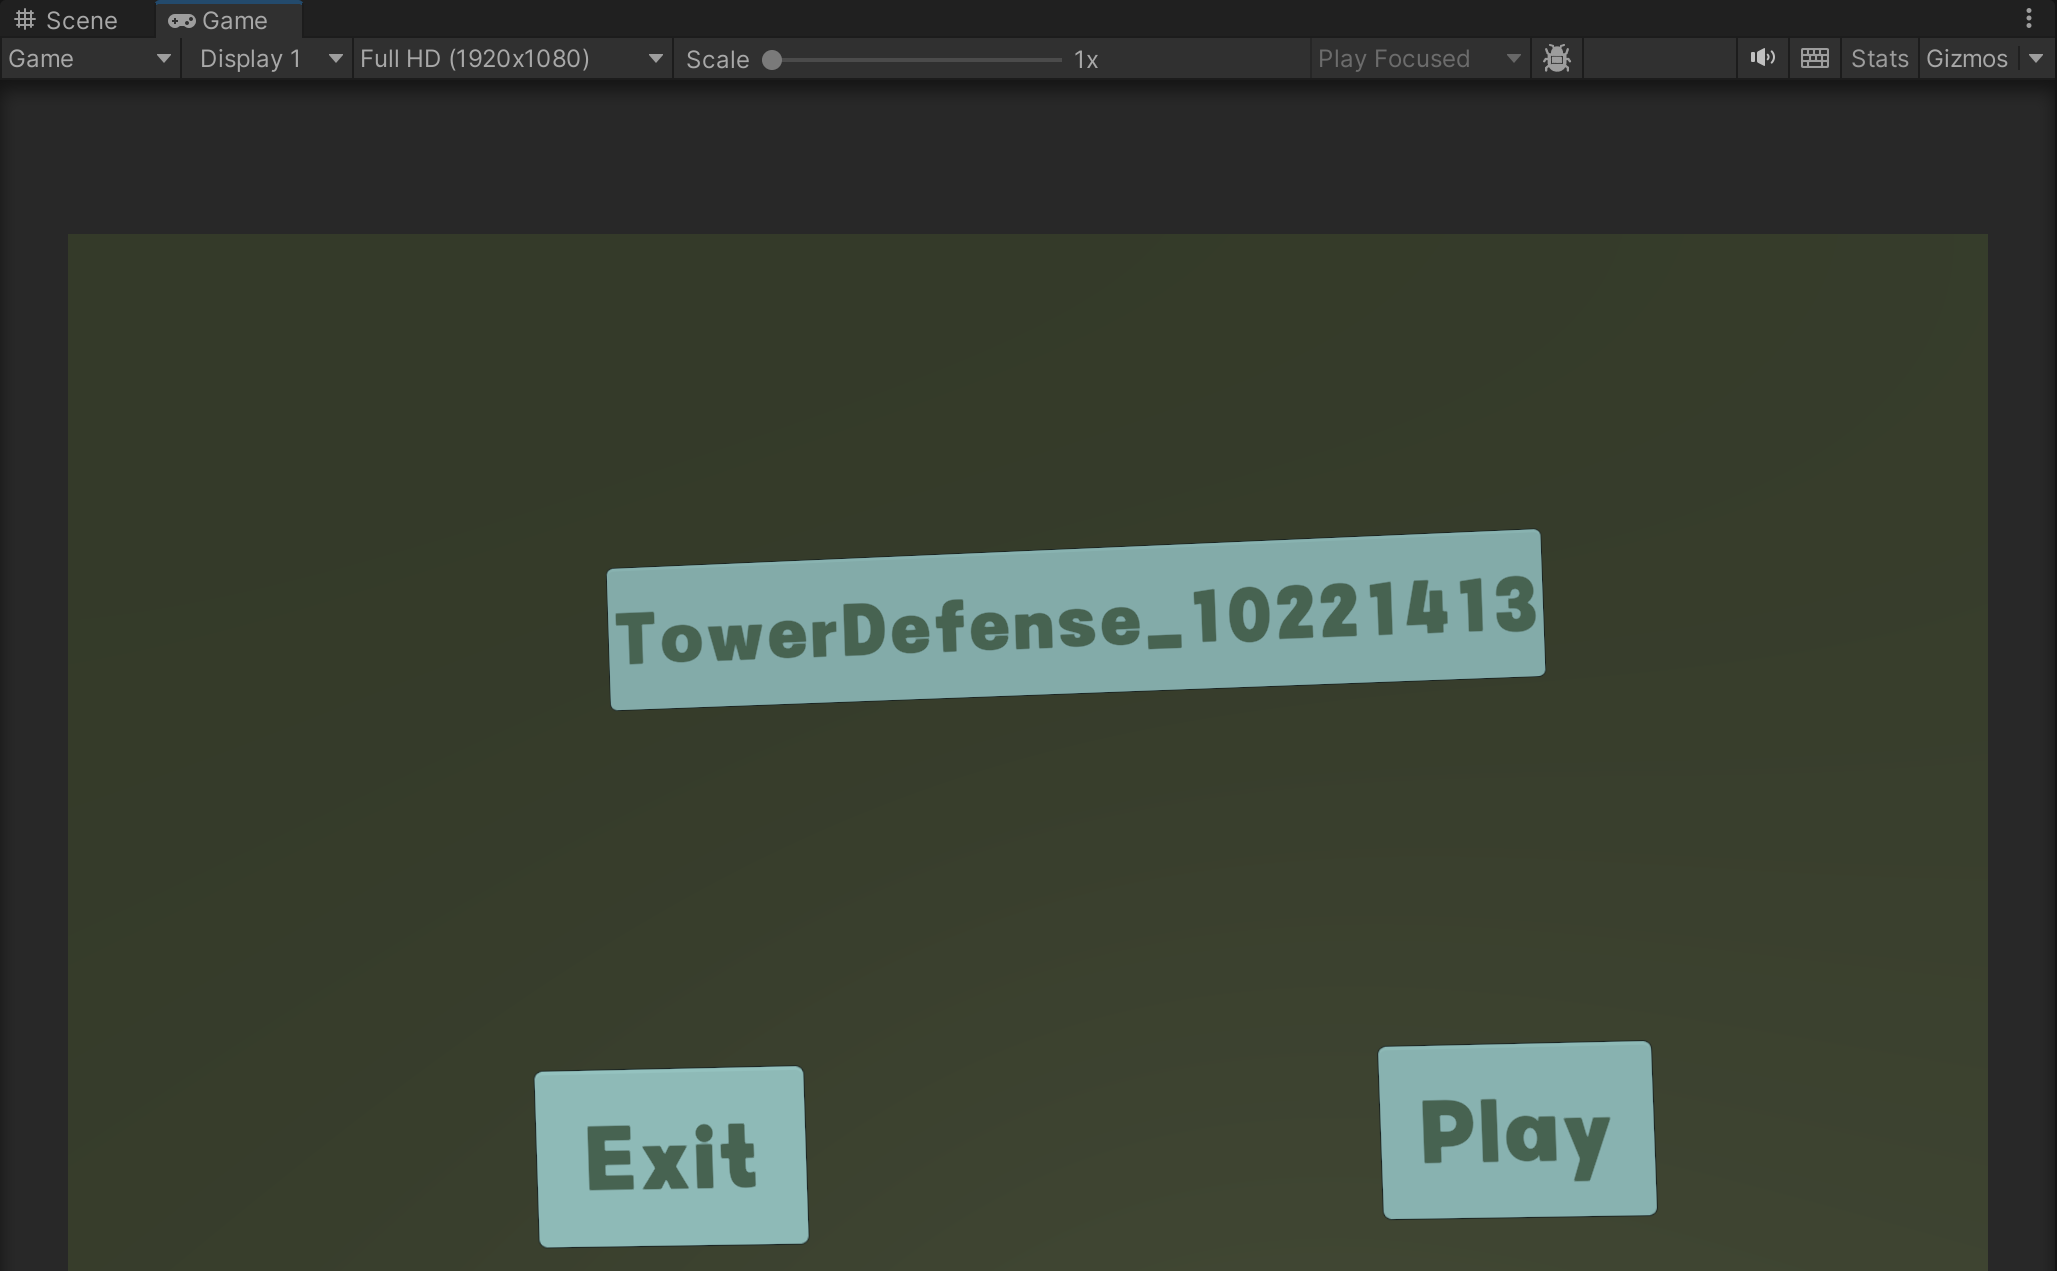 Scene Game
Game Display 1 Full HD (1920x1080) Scale 1x Play Focused Stats Gizmos
TowerDefense_10221413
Exit Play